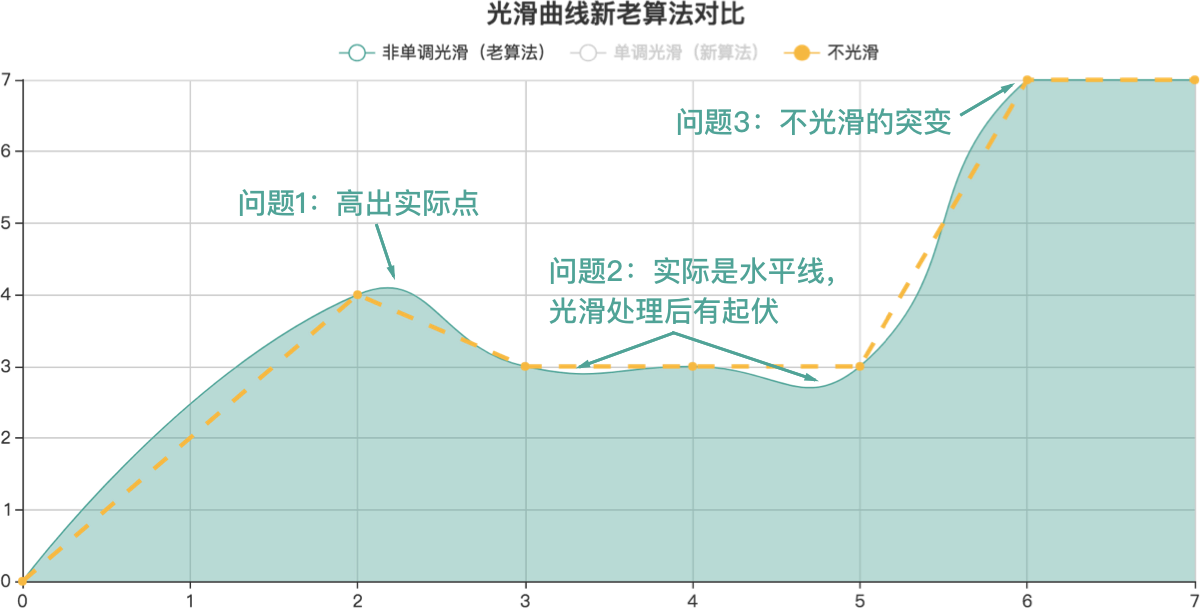 光滑曲线新老算法对比
非单调光滑（老算法） 单调光滑（新算法） 不光滑
7
问题3：不光滑的突变
6
问题1：高出实际点
5
问题2：实际是水平线，
4
光滑处理后有起伏
3
2
1
0
0 1 2 3 4 5 6 7